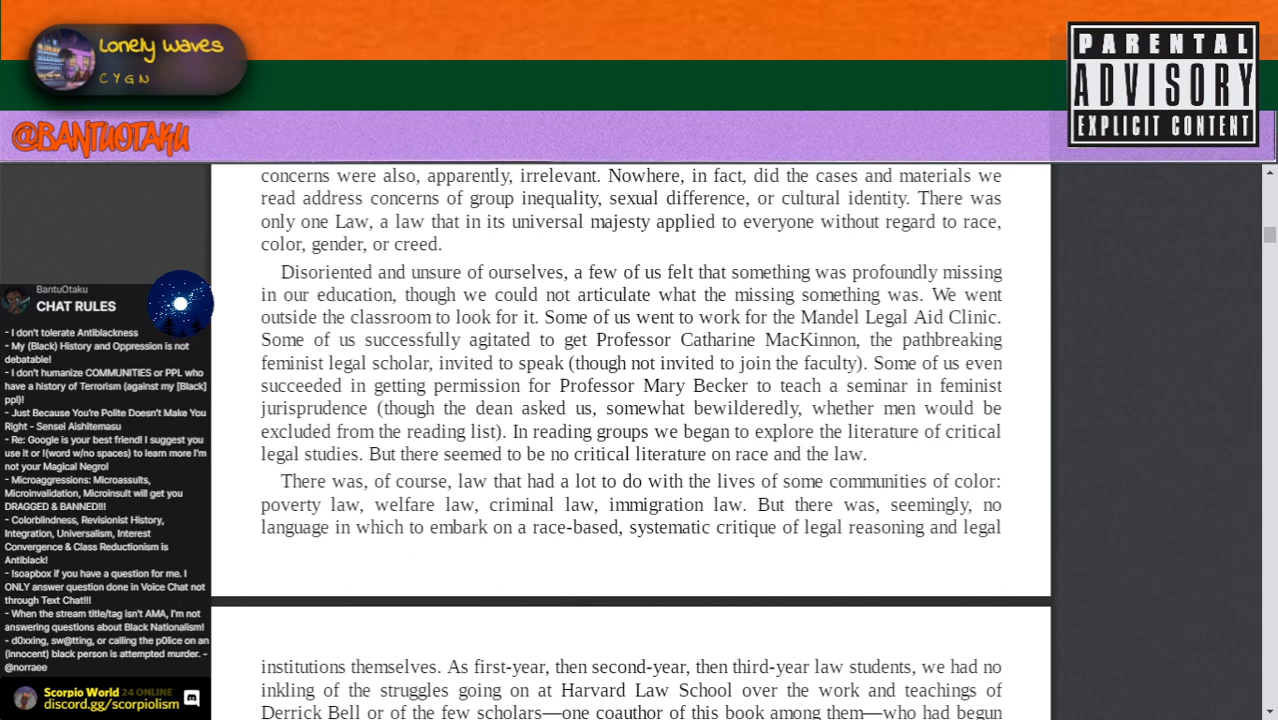 Lonely Waves
CYGN
PARENTAL
ADVISORY
EXPLICIT CONTENT
@BANTUOTAKU
concerns were also, apparently, irrelevant. Nowhere, in fact, did the cases and materials we
read address concerns of group inequality, sexual difference, or cultural identity. There was
only one Law, a law that in its universal majesty applied to everyone without regard to race,
color, gender, or creed.
Disoriented and unsure of ourselves, a few of us felt that something was profoundly missing
in our education, though we could not articulate what the missing something was. We went
outside the classroom to look for it. Some of us went to work for the Mandel Legal Aid Clinic.
Some of us successfully agitated to get Professor Catharine MacKinnon, the pathbreaking
feminist legal scholar, invited to speak (though not invited to join the faculty). Some of us even
succeeded in getting permission for Professor Mary Becker to teach a seminar in feminist
jurisprudence (though the dean asked us, somewhat bewilderedly, whether men would be
excluded from the reading list). In reading groups we began to explore the literature of critical
legal studies. But there seemed to be no critical literature on race and the law.
There was, of course, law that had a lot to do with the lives of some communities of color:
poverty law, welfare law, criminal law, immigration law. But there was, seemingly, no
language in which to embark on a race-based, systematic critique of legal reasoning and legal
institutions themselves. As first-year, then second-year, then third-year law students, we had no
inkling of the struggles going on at Harvard Law School over the work and teachings of
Derrick Bell or of the few scholars—one coauthor of this book among them—who had begun
BantuOtaku
CHAT RULES
- I don't tolerate Antiblackness
- My (Black) History and Oppression is not
debatable!
- I don't humanize COMMUNITIES or PPL who
have a history of Terrorism (against my [Black]
ppl)!
- Just Because You're Polite Doesn't Make You
Right - Sensei Aishitemasu
- Re: Google is your best friend! I suggest you
use it or !(word w/no spaces) to learn more I'm
not your Magical Negro!
- Microaggressions: Microassults,
Microinvalidation, Microinsult will get you
DRAGGED & BANNED!!!
- Colorblindness, Revisionist History,
Integration, Universalism, Interest
Convergence & Class Reductionism is
Antiblack!
- !soapbox if you have a question for me. I
ONLY answer question done in Voice Chat not
through Text Chat!!!
- When the stream title/tag isn't AMA, I'm not
answering questions about Black Nationalism!
- d0xxing, sw@tting, or calling the p0lice on an
(innocent) black person is attempted murder. -
@norraee
Scorpio World 24 ONLINE
discord.gg/scorpiolism